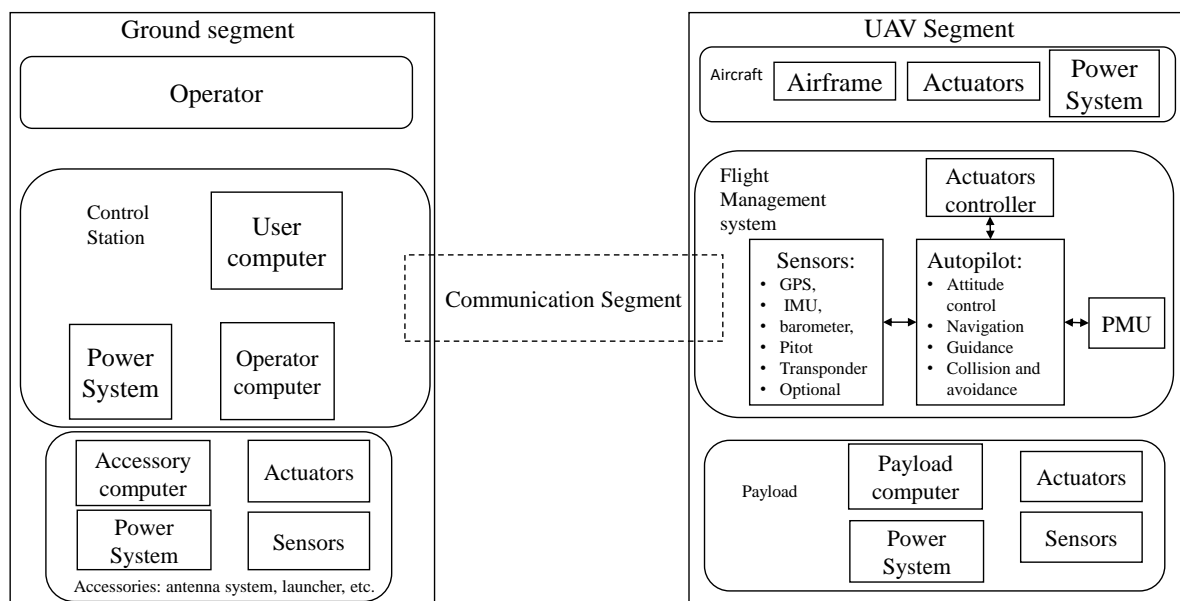 Ground segment
Operator
Control
Station
User
computer
Power
System
Operator
computer
Accessory
computer
Actuators
Power
System
Sensors
Accessories: antenna system, launcher, etc.
Communication Segment
UAV Segment
Aircraft
Airframe
Actuators
Power
System
Flight
Management
system
Actuators
controller
Sensors:
• GPS,
• IMU,
• barometer,
• Pitot
• Transponder
• Optional
Autopilot:
• Attitude
control
• Navigation
• Guidance
• Collision and
avoidance
PMU
Payload
Payload
computer
Actuators
Power
System
Sensors